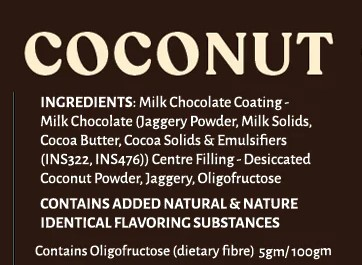 COCONUT
INGREDIENTS: Milk Chocolate Coating -
Milk Chocolate (Jaggery Powder, Milk Solids,
Cocoa Butter, Cocoa Solids & Emulsifiers
(INS322, INS476)) Centre Filling - Desiccated
Coconut Powder, Jaggery, Oligofructose
CONTAINS ADDED NATURAL & NATURE
IDENTICAL FLAVORING SUBSTANCES
Contains Oligofructose (dietary fibre) 5gm/100gm